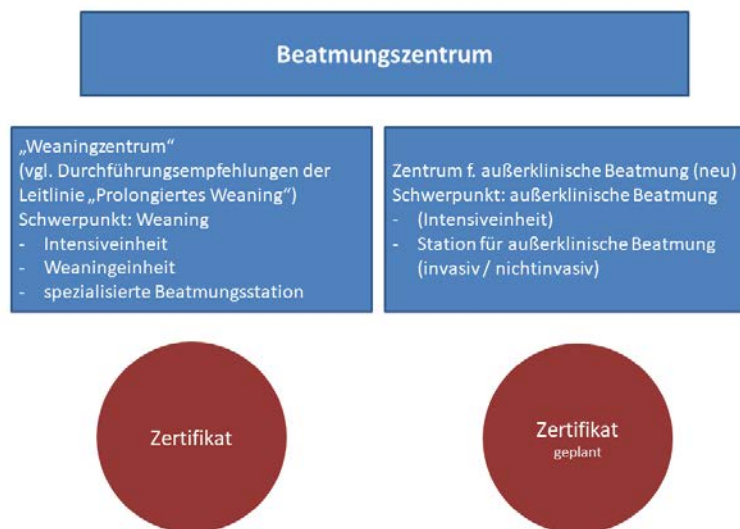 Beatmungszentrum
„Weaningzentrum“
(vgl. Durchführungsempfehlungen der
Leitlinie „Prolongiertes Weaning“)
Schwerpunkt: Weaning
- Intensiveinheit
- Weaningeinheit
- spezialisierte Beatmungsstation
Zentrum f. außerklinische Beatmung (neu)
Schwerpunkt: außerklinische Beatmung
- (Intensiveinheit)
- Station für außerklinische Beatmung
(invasiv / nichtinvasiv)
Zertifikat
Zertifikat
geplant